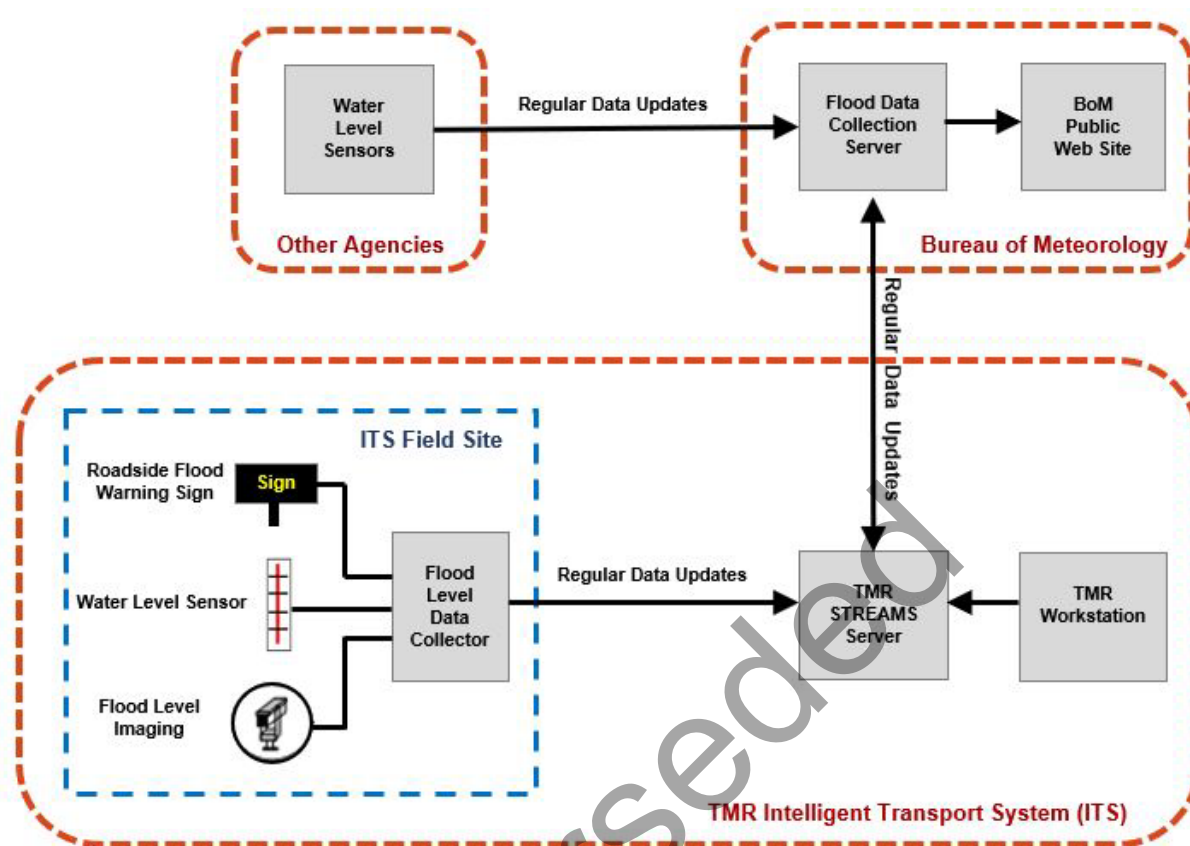 Water
Level
Sensors
Other Agencies
Regular Data Updates
Flood Data
Collection
Server
BoM
Public
Web Site
Bureau of Meteorology
Regular Data Updates
ITS Field Site
Roadside Flood
Warning Sign
Sign
Water Level Sensor
Flood Level
Imaging
Flood
Level
Data
Collector
Regular Data Updates
TMR
STREAMS
Server
TMR
Workstation
TMR Intelligent Transport System (ITS)
rseded